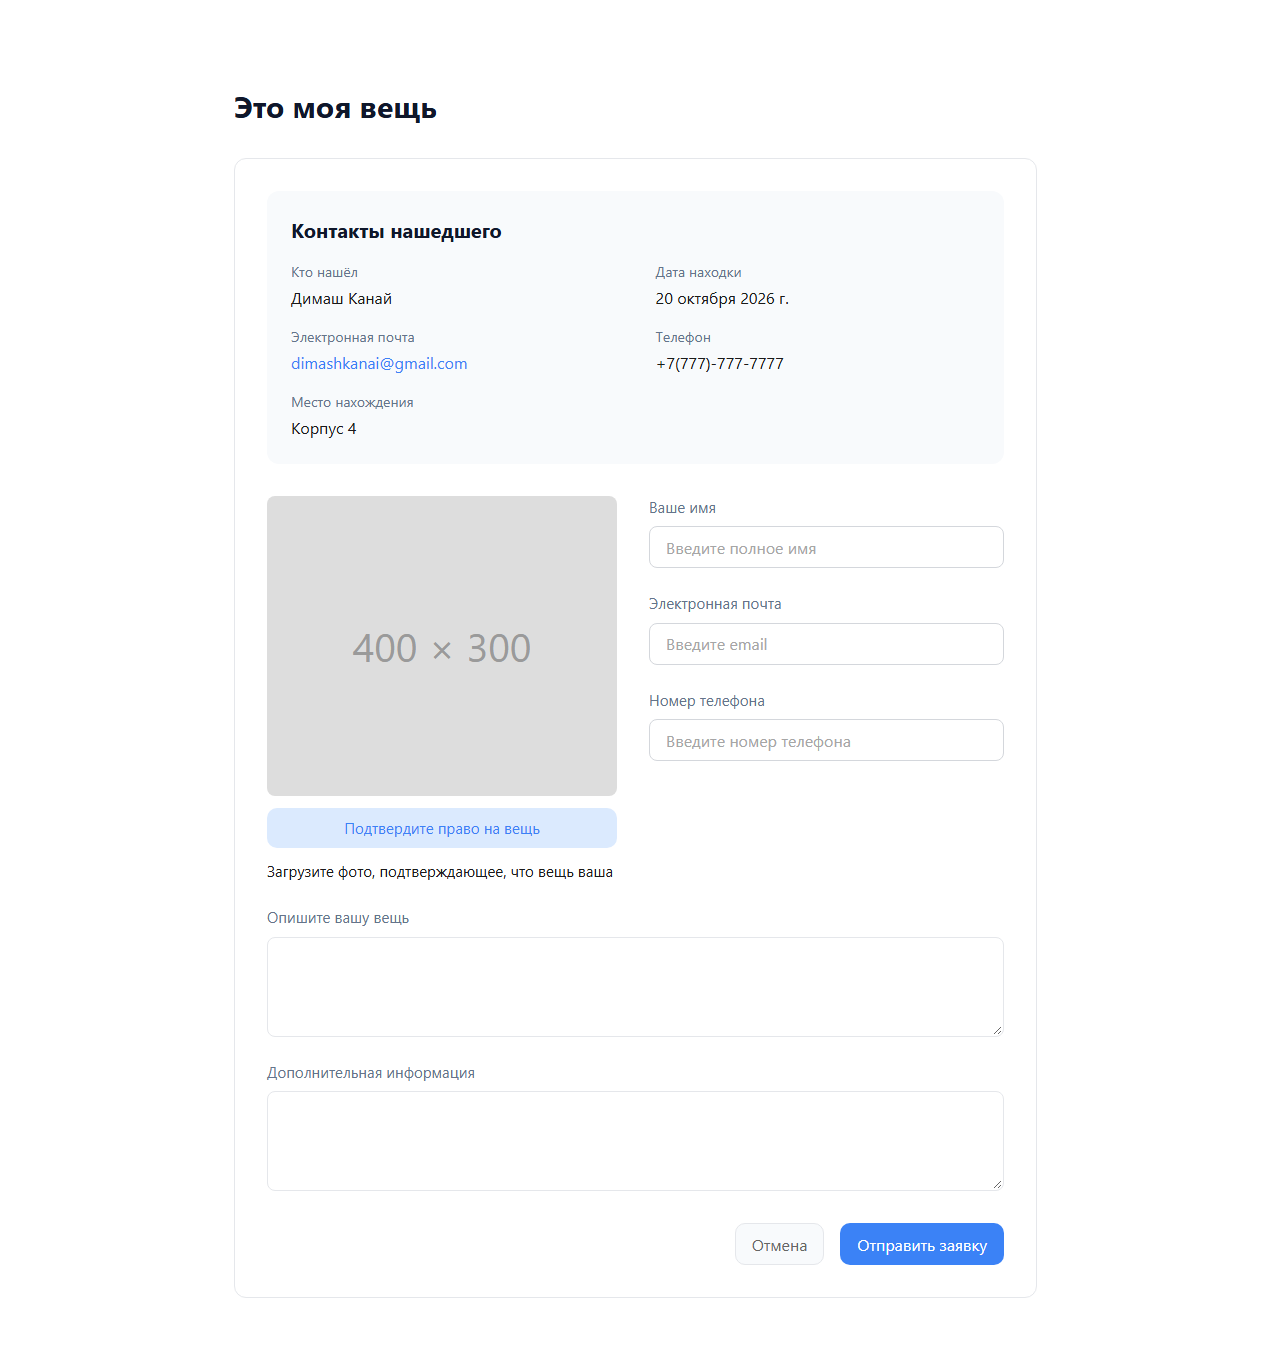 Это моя вещь
Контакты нашедшего
Кто нашёл
Димаш Канай
Дата находки
20 октября 2026 г.
Электронная почта
dimashkanai@gmail.com
Телефон
+7(777)-777-7777
Место нахождения
Корпус 4
400 × 300
Подтвердите право на вещь
Загрузите фото, подтверждающее, что вещь ваша
Ваше имя
Введите полное имя
Электронная почта
Введите email
Номер телефона
Введите номер телефона
Опишите вашу вещь
Дополнительная информация
Отмена
Отправить заявку